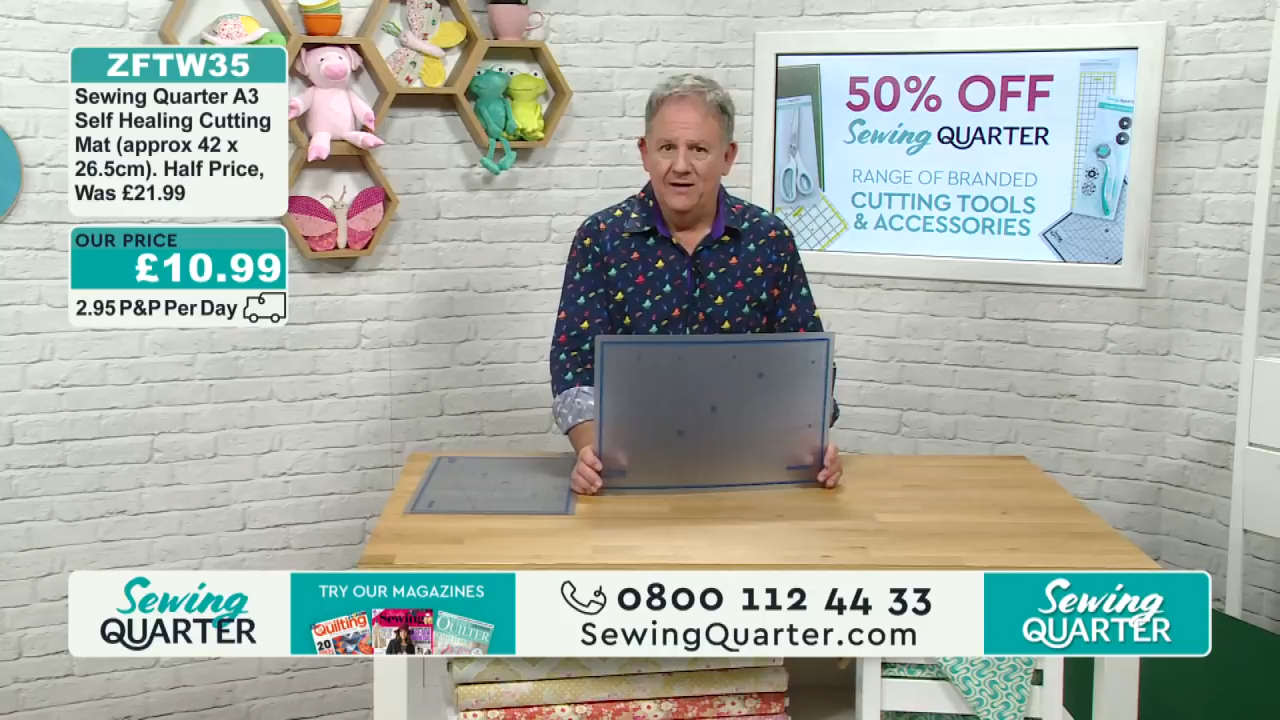 ZFTW35
Sewing Quarter A3
Self Healing Cutting
Mat (approx 42 x
26.5cm). Half Price,
Was £21.99
OUR PRICE
£10.99
2.95 P&P Per Day
50% OFF
Sewing QUARTER
RANGE OF BRANDED
CUTTING TOOLS
& ACCESSORIES
Sewing
QUARTER
TRY OUR MAGAZINES
Quilting
20
Sewing
QUILTER
0800 112 44 33
SewingQuarter.com
Sewing
QUARTER